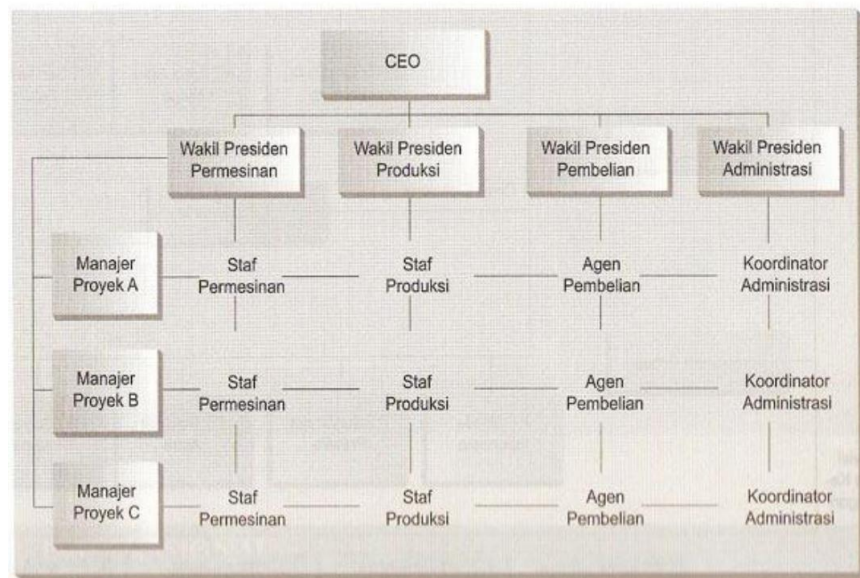 CEO
Wakil Presiden
Permesinan
Wakil Presiden
Produksi
Wakil Presiden
Pembelian
Wakil Presiden
Administrasi
Manajer
Proyek A
Staf
Permesinan
Staf
Produksi
Agen
Pembelian
Koordinator
Administrasi
Manajer
Proyek B
Staf
Permesinan
Staf
Produksi
Agen
Pembelian
Koordinator
Administrasi
Manajer
Proyek C
Staf
Permesinan
Staf
Produksi
Agen
Pembelian
Koordinator
Administrasi